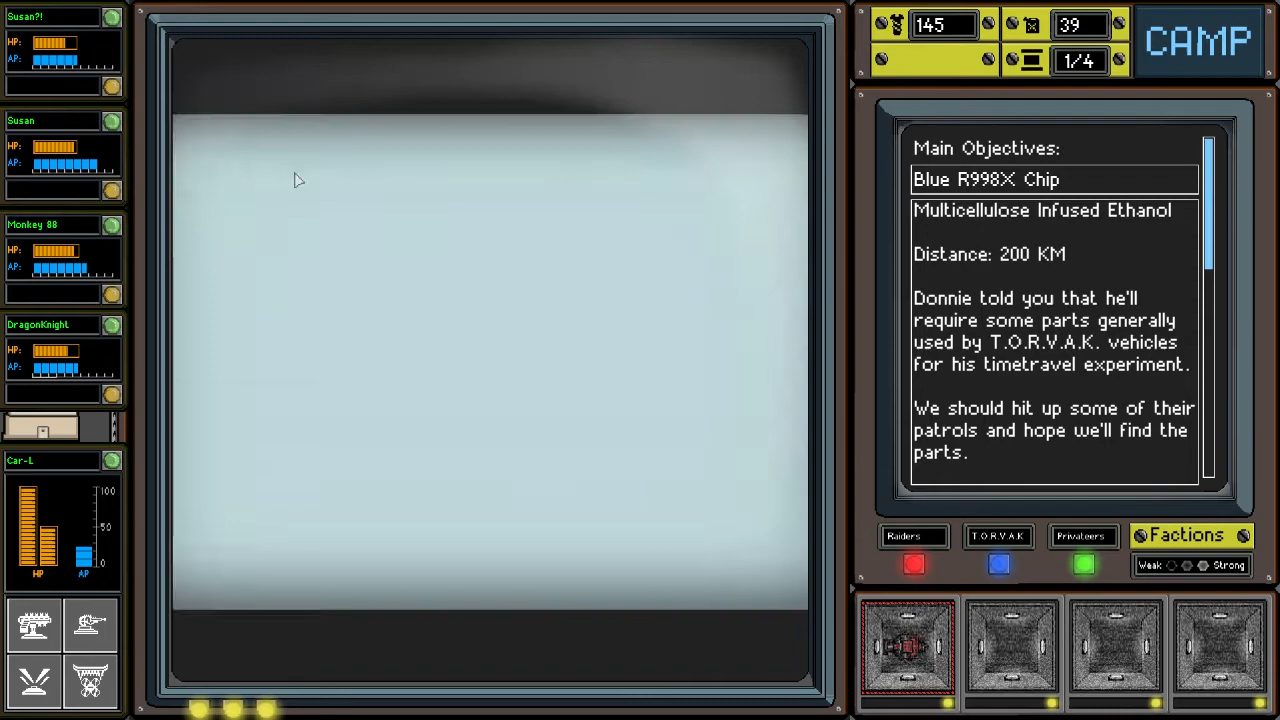 Susan?!
HP:
AP:
Susan
HP:
AP:
Monkey 88
HP:
AP:
DragonKnight
HP:
AP:
Car-L
100
50
0
HP
AP
145
39
1/4
CAMP
Main Objectives:
Blue R998X Chip
Multicellulose Infused Ethanol
Distance: 200 KM
Donnie told you that he'll
require some parts generally
used by T.O.R.V.A.K. vehicles
for his timetravel experiment.
We should hit up some of their
patrols and hope we'll find the
parts.
Raiders
T.O.R.V.A.K
Privateers
Factions
Weak
Strong